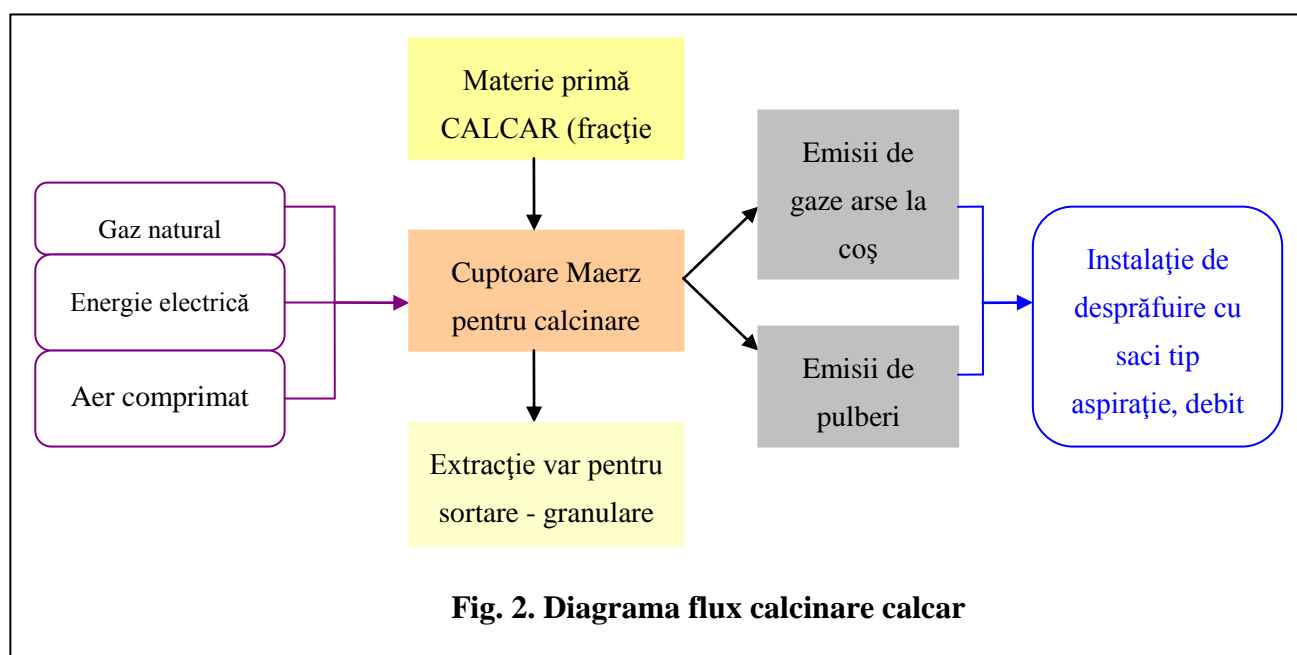 Materie primă
CALCAR (fracţie
Gaz natural
Energie electrică
Aer comprimat
Cuptoare Maerz
pentru calcinare
Extracţie var pentru
sortare - granulare
Emisii de
gaze arse la
coş
Emisii de
pulberi
Instalaţie de
desprăfuire cu
saci tip
aspiraţie, debit
Fig. 2. Diagrama flux calcinare calcar